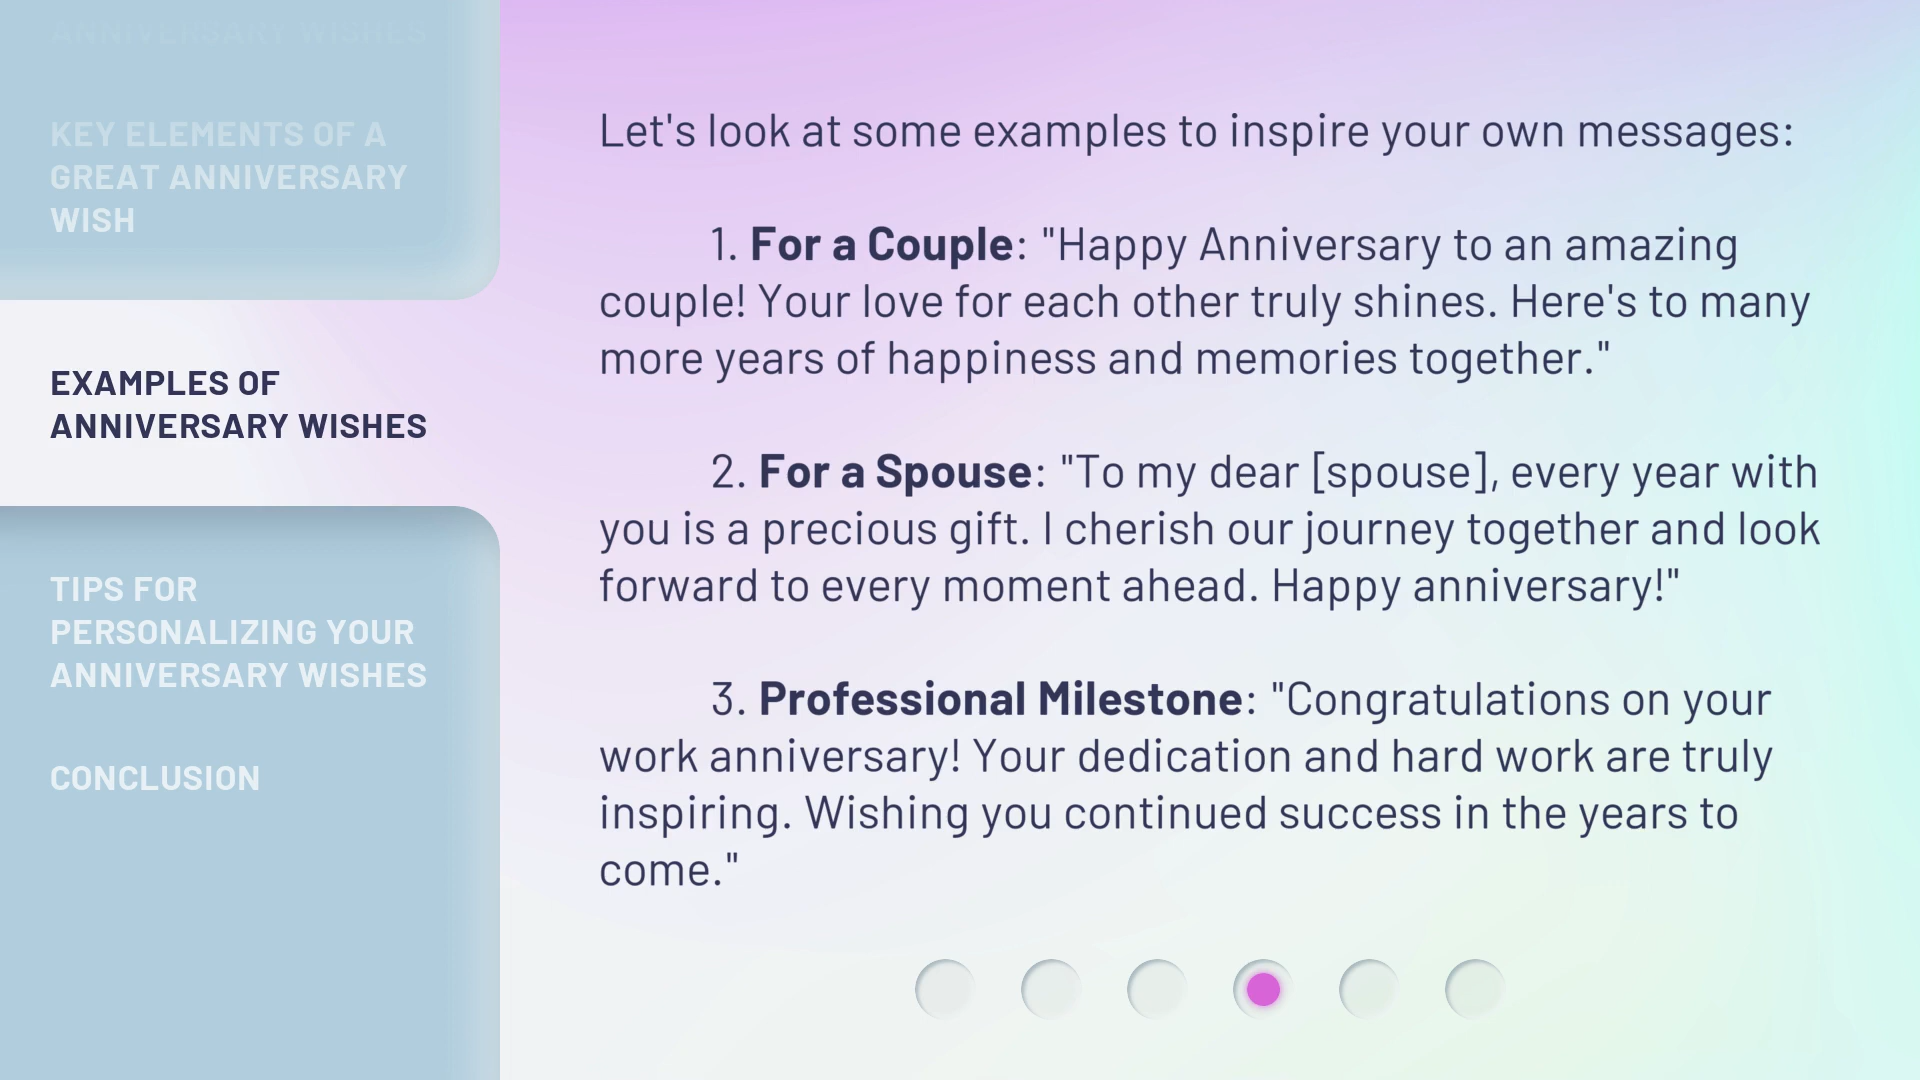 ANNIVERSARY WISHES
KEY ELEMENTS OF A
GREAT ANNIVERSARY
WISH
EXAMPLES OF
ANNIVERSARY WISHES
TIPS FOR
PERSONALIZING YOUR
ANNIVERSARY WISHES
CONCLUSION
Let's look at some examples to inspire your own messages:
1. For a Couple: "Happy Anniversary to an amazing
couple! Your love for each other truly shines. Here's to many
more years of happiness and memories together."
2. For a Spouse: "To my dear [spouse], every year with
you is a precious gift. I cherish our journey together and look
forward to every moment ahead. Happy anniversary!"
3. Professional Milestone: "Congratulations on your
work anniversary! Your dedication and hard work are truly
inspiring. Wishing you continued success in the years to
come."